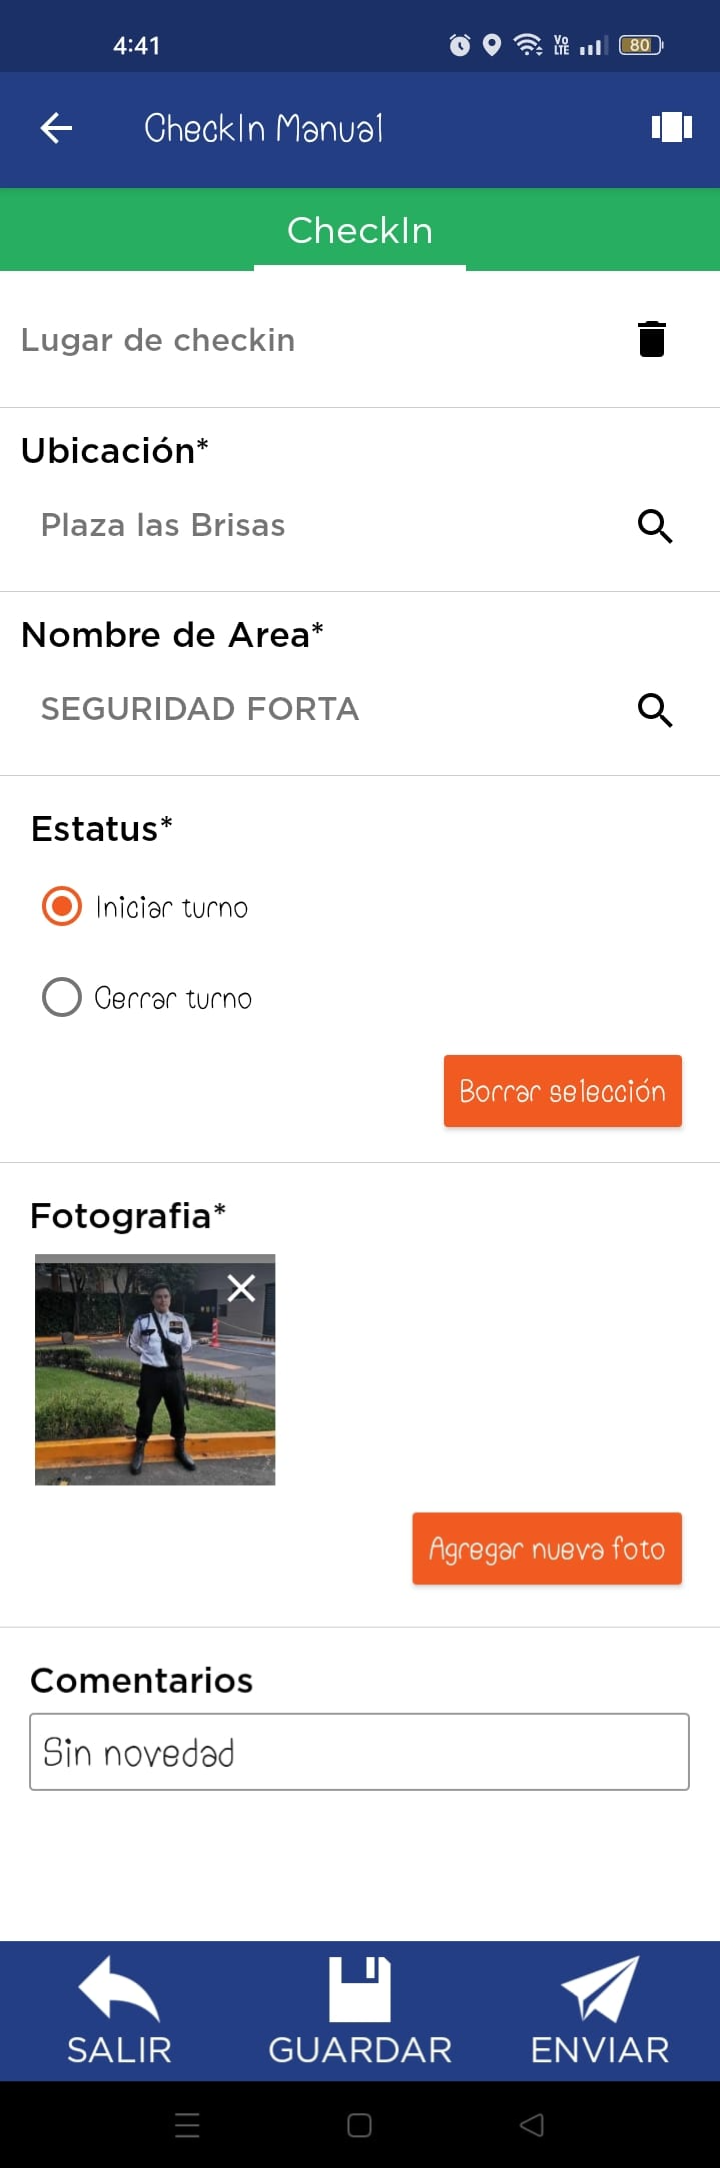 4:41
Vo LTE
80
CheckIn Manual
CheckIn
Lugar de checkin
Ubicación*
Plaza las Brisas
Nombre de Area*
SEGURIDAD FORTA
Estatus*
Iniciar turno
Cerrar turno
Borrar selección
Fotografia*
Agregar nueva foto
Comentarios
Sin novedad
SALIR GUARDAR ENVIAR